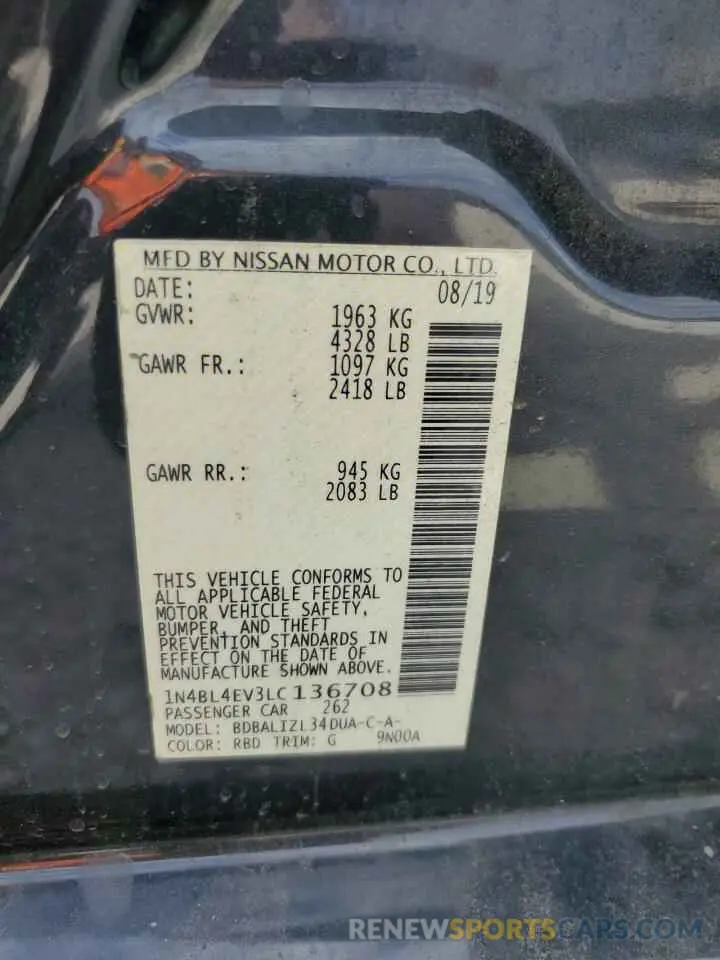 MFD BY NISSAN MOTOR CO., LTD.
DATE: 08/19
GVWR: 1963 KG
4328 LB
GAWR FR.: 1097 KG
2418 LB
GAWR RR.: 945 KG
2083 LB
THIS VEHICLE CONFORMS TO
ALL APPLICABLE FEDERAL
MOTOR VEHICLE SAFETY,
BUMPER, AND THEFT
PREVENTION STANDARDS IN
EFFECT ON THE DATE OF
MANUFACTURE SHOWN ABOVE.
1N4BL4EV3LC136708
PASSENGER CAR 262
MODEL: BDBALIZL34DUA-C-A-
COLOR: RBD TRIM: G 9N00A
RENEWSPORTSCARS.COM